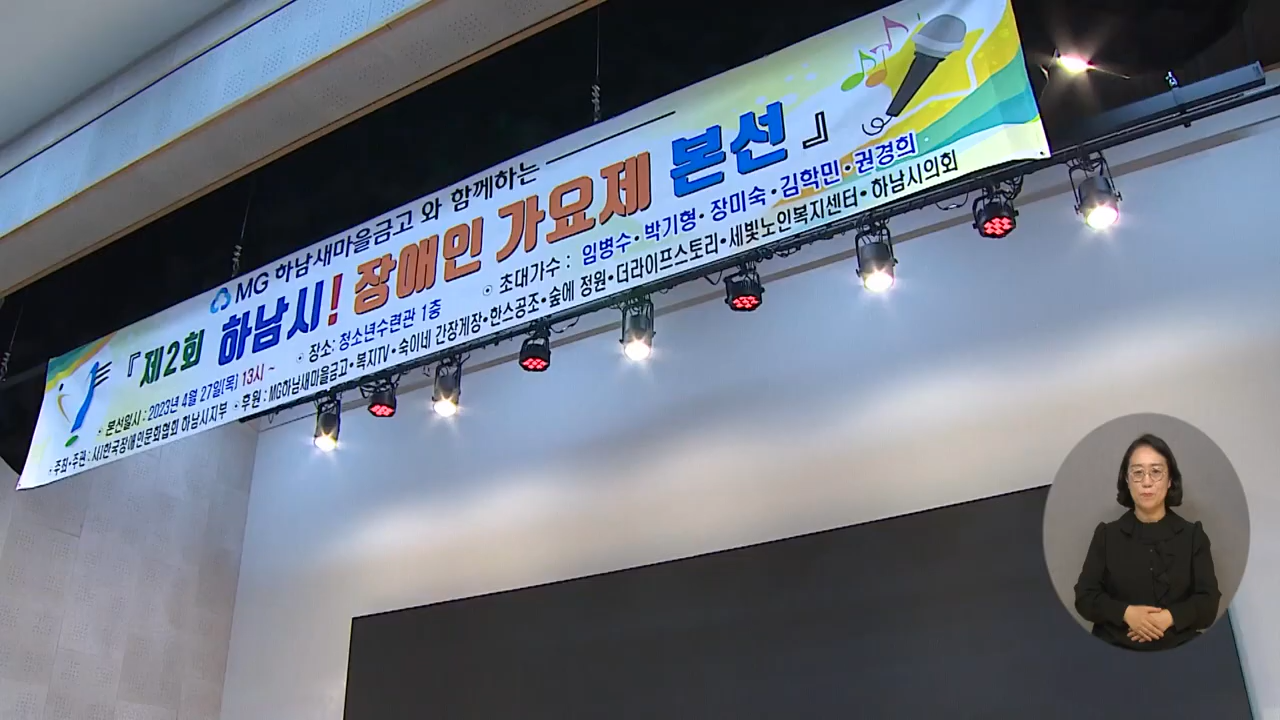 MG 하남새마을금고 와 함께하는
『제2회 하남시! 장애인 가요제 본선』
본선일시 : 2023년 4월 27일(목) 13시 ~ 장소: 청소년수련관 1층 초대가수 : 임병수·박기형·장미숙·김학민·권경희
주최·주관 : 사)한국장애인문화협회 하남시지부 후원 : MG하남새마을금고·복지TV·숙이네 간장게장·한스공조·숲에 정원·더라이프스토리·세빛노인복지센터·하남시의회